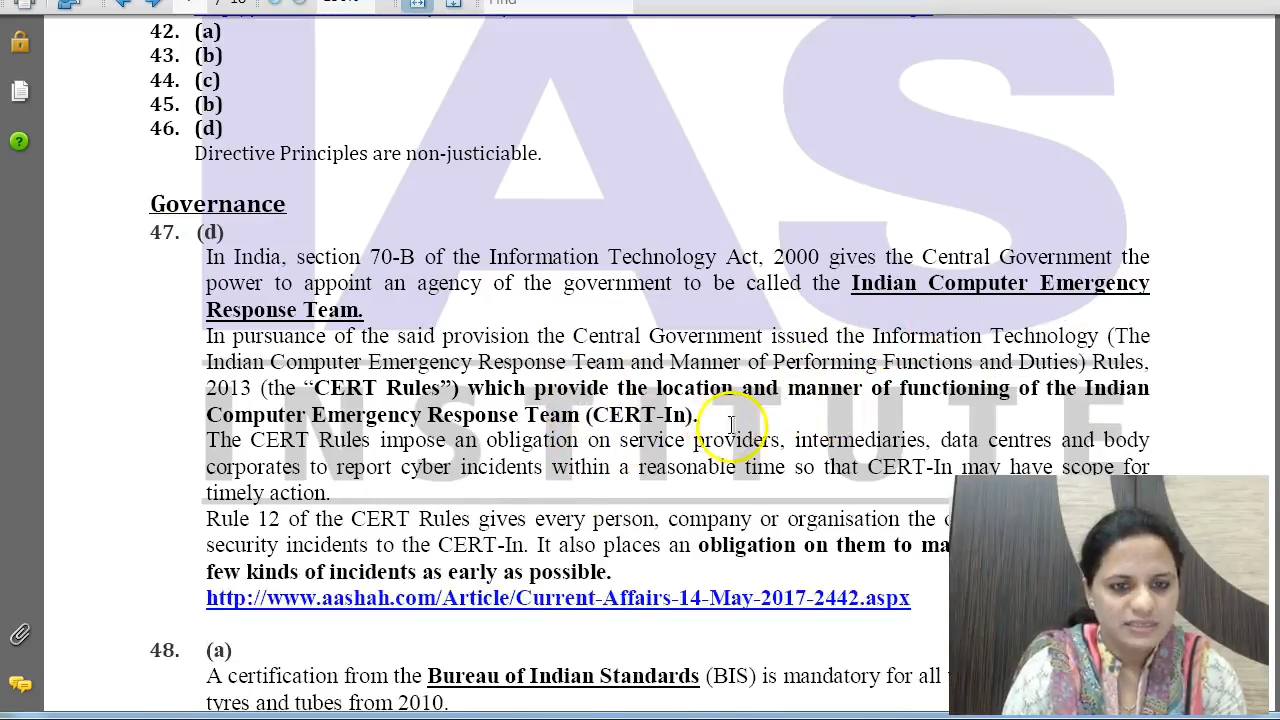 Find
42. (a)
43. (b)
44. (c)
45. (b)
46. (d)
Directive Principles are non-justiciable.
Governance
47. (d)
In India, section 70-B of the Information Technology Act, 2000 gives the Central Government the
power to appoint an agency of the government to be called the Indian Computer Emergency
Response Team.
In pursuance of the said provision the Central Government issued the Information Technology (The
Indian Computer Emergency Response Team and Manner of Performing Functions and Duties) Rules,
2013 (the “CERT Rules”) which provide the location and manner of functioning of the Indian
Computer Emergency Response Team (CERT-In).
The CERT Rules impose an obligation on service providers, intermediaries, data centres and body
corporates to report cyber incidents within a reasonable time so that CERT-In may have scope for
timely action.
Rule 12 of the CERT Rules gives every person, company or organisation the
security incidents to the CERT-In. It also places an obligation on them to
few kinds of incidents as early as possible.
http://www.aashah.com/Article/Current-Affairs-14-May-2017-2442.aspx
48. (a)
A certification from the Bureau of Indian Standards (BIS) is mandatory for all
tyres and tubes from 2010.
IAS
INSTITUTE